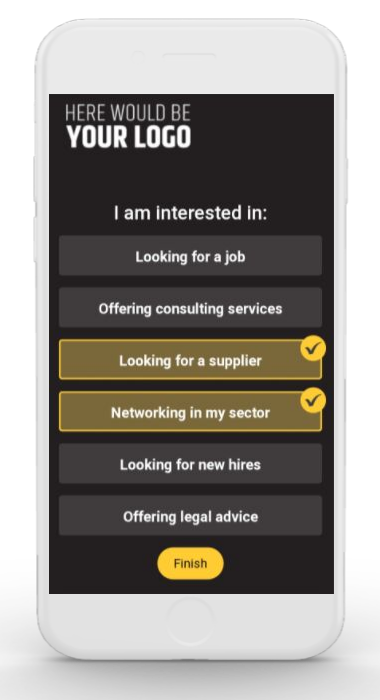 HERE WOULD BE
YOUR LOGO
I am interested in:
Looking for a job
Offering consulting services
Looking for a supplier
Networking in my sector
Looking for new hires
Offering legal advice
Finish